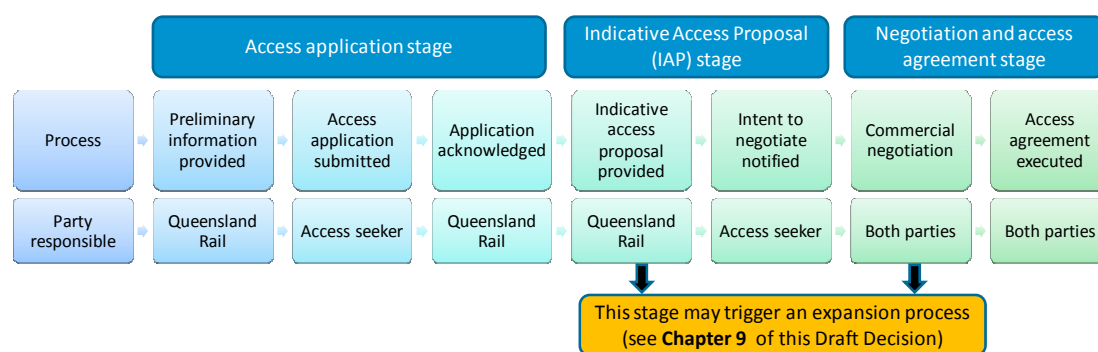 Access application stage
Indicative Access Proposal
(IAP) stage
Negotiation and access
agreement stage
Process
Preliminary
information
provided
Access
application
submitted
Application
acknowledged
Indicative
access
proposal
provided
Intent to
negotiate
notified
Commercial
negotiation
Access
agreement
executed
Party
responsible
Queensland
Rail
Access seeker
Queensland
Rail
Queensland
Rail
Access seeker
Both parties
Both parties
This stage may trigger an expansion process
(see Chapter 9 of this Draft Decision)